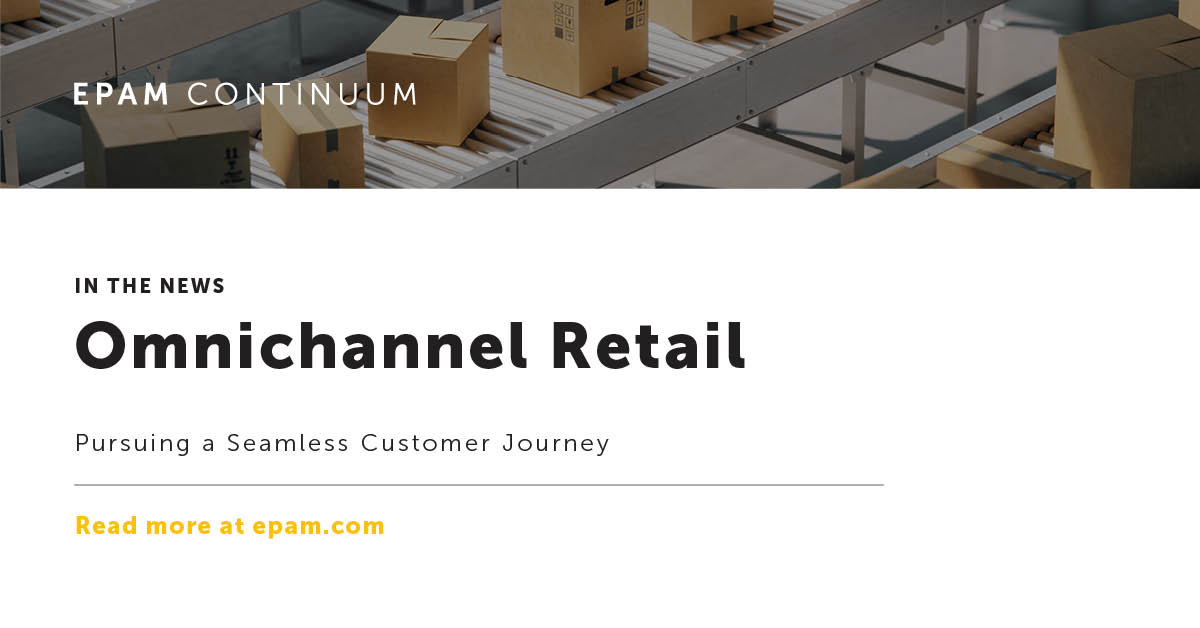 EPAM CONTINUUM
IN THE NEWS
Omnichannel Retail
Pursuing a Seamless Customer Journey
Read more at epam.com